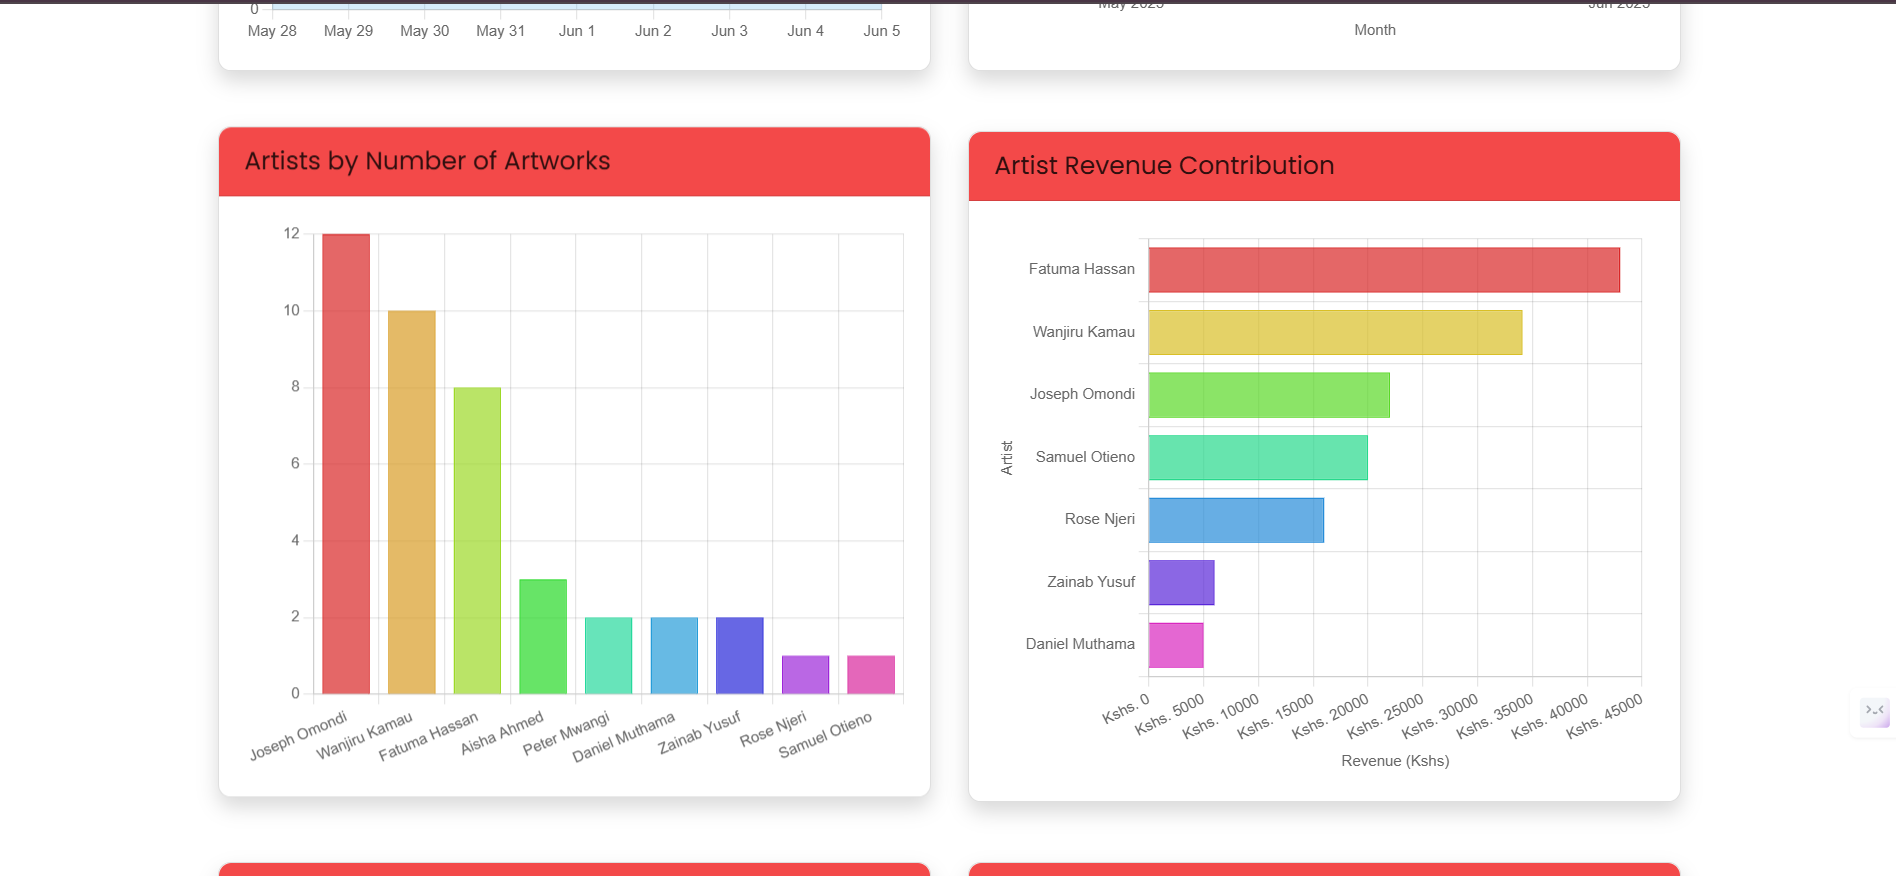 0
May 28 May 29 May 30 May 31 Jun 1 Jun 2 Jun 3 Jun 4 Jun 5
May 2025 Jun 2025
Month
Artists by Number of Artworks
12
10
8
6
4
2
0
Joseph Omondi
Wanjiru Kamau
Fatuma Hassan
Aisha Ahmed
Peter Mwangi
Daniel Muthama
Zainab Yusuf
Rose Njeri
Samuel Otieno
Artist Revenue Contribution
Artist
Fatuma Hassan
Wanjiru Kamau
Joseph Omondi
Samuel Otieno
Rose Njeri
Zainab Yusuf
Daniel Muthama
Kshs. 0
Kshs. 5000
Kshs. 10000
Kshs. 15000
Kshs. 20000
Kshs. 25000
Kshs. 30000
Kshs. 35000
Kshs. 40000
Kshs. 45000
Revenue (Kshs)